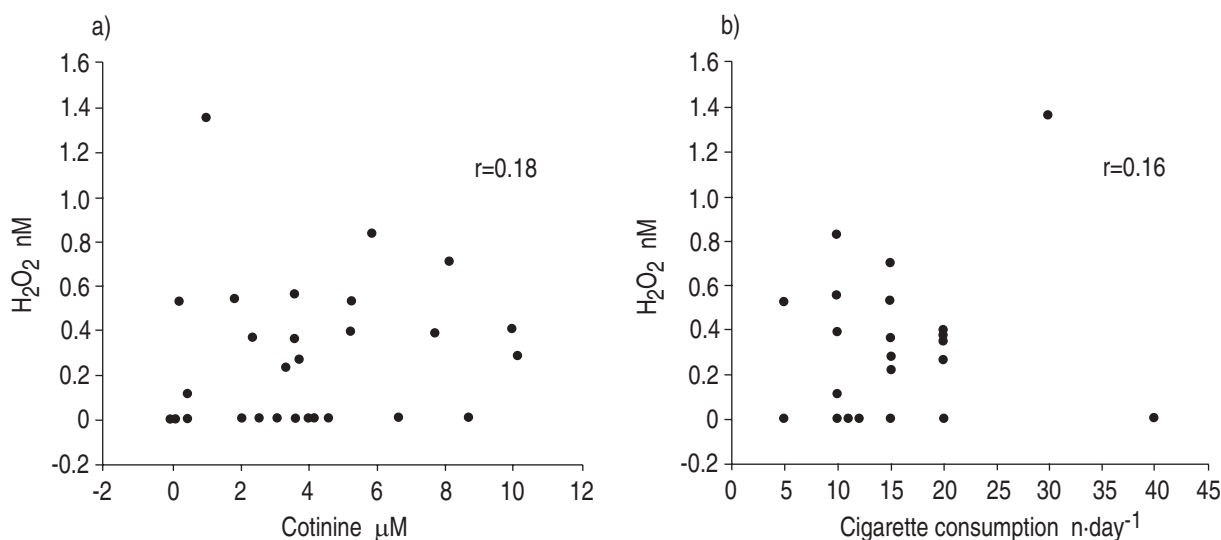 a)
1.6
1.4
1.2
1.0
0.8
0.6
0.4
0.2
0
-0.2
H₂O₂ nM
r=0.18
-2 0 2 4 6 8 10 12
Cotinine μM
b)
1.6
1.4
1.2
1.0
0.8
0.6
0.4
0.2
0
-0.2
H₂O₂ nM
r=0.16
0 5 10 15 20 25 30 35 40 45
Cigarette consumption n·day⁻¹